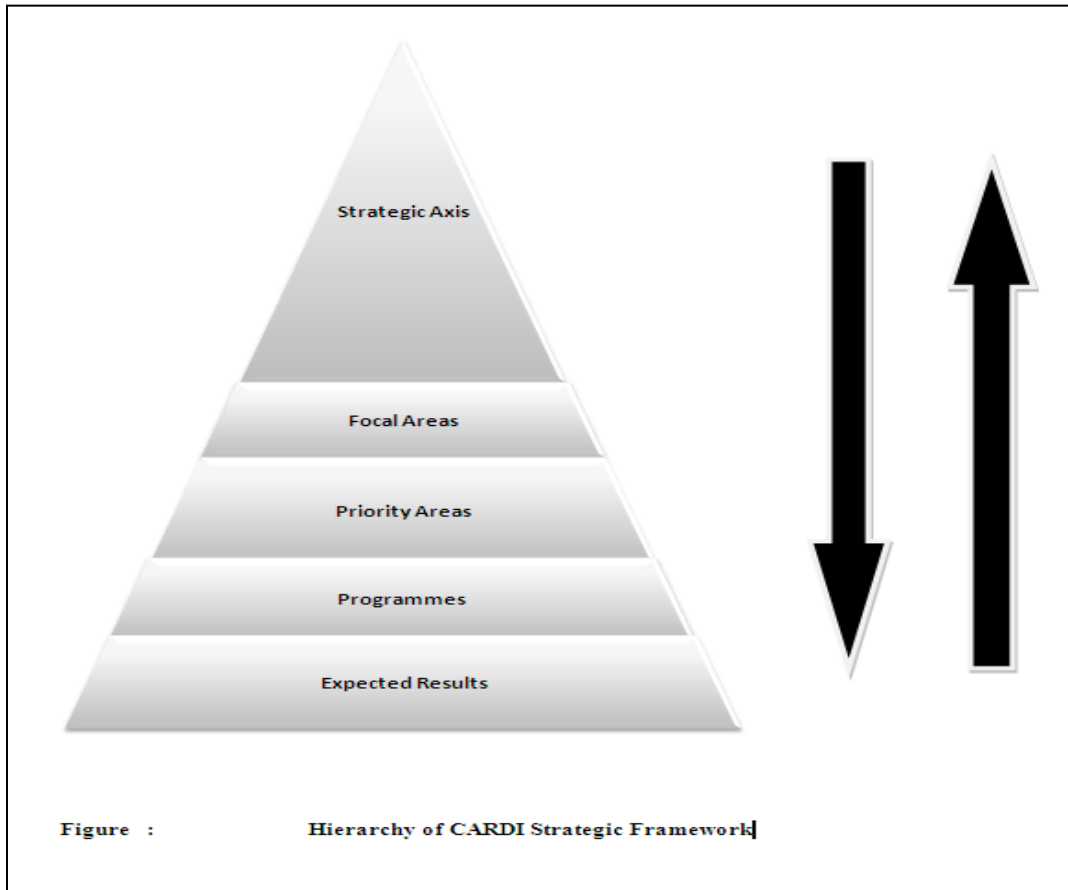 Strategic Axis
Focal Areas
Priority Areas
Programmes
Expected Results
Figure : Hierarchy of CARDI Strategic Framework